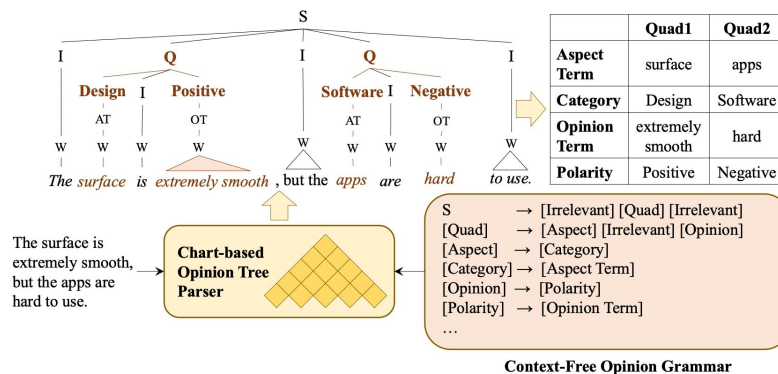 S
I Q I Q I
Design I Positive Software I Negative
AT OT AT OT
W W W W W W W W W
The surface is extremely smooth , but the apps are hard to use.
Quad1 Quad2
Aspect Term surface apps
Category Design Software
Opinion Term extremely smooth hard
Polarity Positive Negative
The surface is
extremely smooth,
but the apps are
hard to use.
Chart-based
Opinion Tree
Parser
S → [Irrelevant] [Quad] [Irrelevant]
[Quad] → [Aspect] [Irrelevant] [Opinion]
[Aspect] → [Category]
[Category] → [Aspect Term]
[Opinion] → [Polarity]
[Polarity] → [Opinion Term]
…
Context-Free Opinion Grammar